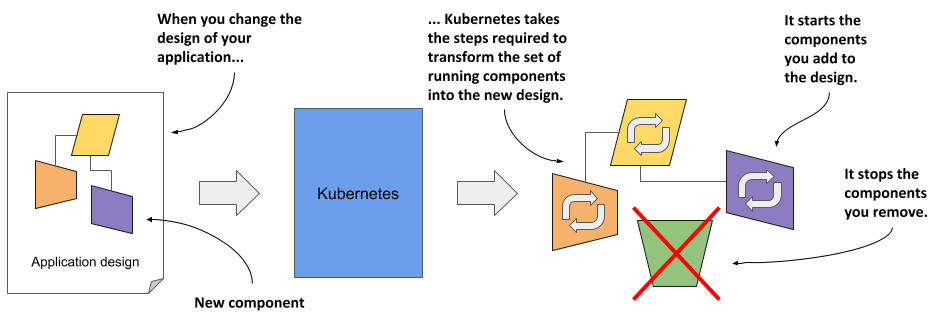 When you change the
design of your
application...
... Kubernetes takes
the steps required to
transform the set of
running components
into the new design.
It starts the
components
you add to
the design.
Kubernetes
It stops the
components
you remove.
Application design
New component